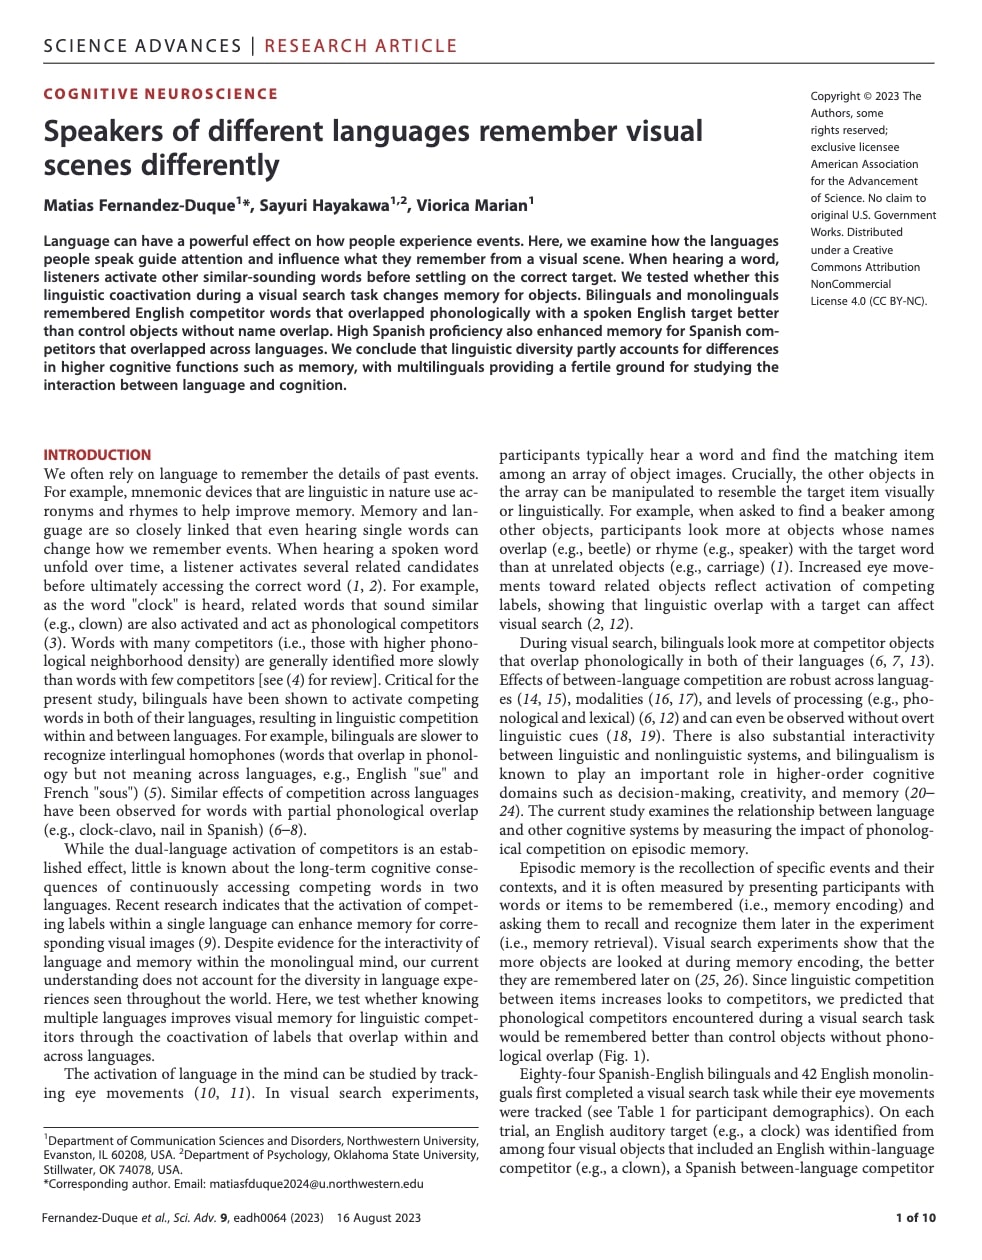 SCIENCE ADVANCES | RESEARCH ARTICLE
COGNITIVE NEUROSCIENCE
Speakers of different languages remember visual
scenes differently
Matias Fernandez-Duque1*, Sayuri Hayakawa1,2, Viorica Marian1
Language can have a powerful effect on how people experience events. Here, we examine how the languages
people speak guide attention and influence what they remember from a visual scene. When hearing a word,
listeners activate other similar-sounding words before settling on the correct target. We tested whether this
linguistic coactivation during a visual search task changes memory for objects. Bilinguals and monolinguals
remembered English competitor words that overlapped phonologically with a spoken English target better
than control objects without name overlap. High Spanish proficiency also enhanced memory for Spanish com-
petitors that overlapped across languages. We conclude that linguistic diversity partly accounts for differences
in higher cognitive functions such as memory, with multilinguals providing a fertile ground for studying the
interaction between language and cognition.
Copyright © 2023 The
Authors, some
rights reserved;
exclusive licensee
American Association
for the Advancement
of Science. No claim to
original U.S. Government
Works. Distributed
under a Creative
Commons Attribution
NonCommercial
License 4.0 (CC BY-NC).
INTRODUCTION
We often rely on language to remember the details of past events.
For example, mnemonic devices that are linguistic in nature use ac-
ronyms and rhymes to help improve memory. Memory and lan-
guage are so closely linked that even hearing single words can
change how we remember events. When hearing a spoken word
unfold over time, a listener activates several related candidates
before ultimately accessing the correct word (1, 2). For example,
as the word "clock" is heard, related words that sound similar
(e.g., clown) are also activated and act as phonological competitors
(3). Words with many competitors (i.e., those with higher phono-
logical neighborhood density) are generally identified more slowly
than words with few competitors [see (4) for review]. Critical for the
present study, bilinguals have been shown to activate competing
words in both of their languages, resulting in linguistic competition
within and between languages. For example, bilinguals are slower to
recognize interlingual homophones (words that overlap in phonol-
ogy but not meaning across languages, e.g., English "sue" and
French "sous") (5). Similar effects of competition across languages
have been observed for words with partial phonological overlap
(e.g., clock-clavo, nail in Spanish) (6–8).
While the dual-language activation of competitors is an estab-
lished effect, little is known about the long-term cognitive conse-
quences of continuously accessing competing words in two
languages. Recent research indicates that the activation of compet-
ing labels within a single language can enhance memory for corre-
sponding visual images (9). Despite evidence for the interactivity of
language and memory within the monolingual mind, our current
understanding does not account for the diversity in language expe-
riences seen throughout the world. Here, we test whether knowing
multiple languages improves visual memory for linguistic compet-
itors through the coactivation of labels that overlap within and
across languages.
The activation of language in the mind can be studied by track-
ing eye movements (10, 11). In visual search experiments,
1Department of Communication Sciences and Disorders, Northwestern University,
Evanston, IL 60208, USA. 2Department of Psychology, Oklahoma State University,
Stillwater, OK 74078, USA.
*Corresponding author. Email: matiasfduque2024@u.northwestern.edu
participants typically hear a word and find the matching item
among an array of object images. Crucially, the other objects in
the array can be manipulated to resemble the target item visually
or linguistically. For example, when asked to find a beaker among
other objects, participants look more at objects whose names
overlap (e.g., beetle) or rhyme (e.g., speaker) with the target word
than at unrelated objects (e.g., carriage) (1). Increased eye move-
ments toward related objects reflect activation of competing
labels, showing that linguistic overlap with a target can affect
visual search (2, 12).
During visual search, bilinguals look more at competitor objects
that overlap phonologically in both of their languages (6, 7, 13).
Effects of between-language competition are robust across languag-
es (14, 15), modalities (16, 17), and levels of processing (e.g., pho-
nological and lexical) (6, 12) and can even be observed without overt
linguistic cues (18, 19). There is also substantial interactivity
between linguistic and nonlinguistic systems, and bilingualism is
known to play an important role in higher-order cognitive
domains such as decision-making, creativity, and memory (20–
24). The current study examines the relationship between language
and other cognitive systems by measuring the impact of phonolog-
ical competition on episodic memory.
Episodic memory is the recollection of specific events and their
contexts, and it is often measured by presenting participants with
words or items to be remembered (i.e., memory encoding) and
asking them to recall and recognize them later in the experiment
(i.e., memory retrieval). Visual search experiments show that the
more objects are looked at during memory encoding, the better
they are remembered later on (25, 26). Since linguistic competition
between items increases looks to competitors, we predicted that
phonological competitors encountered during a visual search task
would be remembered better than control objects without phono-
logical overlap (Fig. 1).
Eighty-four Spanish-English bilinguals and 42 English monolin-
guals first completed a visual search task while their eye movements
were tracked (see Table 1 for participant demographics). On each
trial, an English auditory target (e.g., a clock) was identified from
among four visual objects that included an English within-language
competitor (e.g., a clown), a Spanish between-language competitor
Fernandez-Duque et al., Sci. Adv. 9, eadh0064 (2023) 16 August 2023
1 of 10